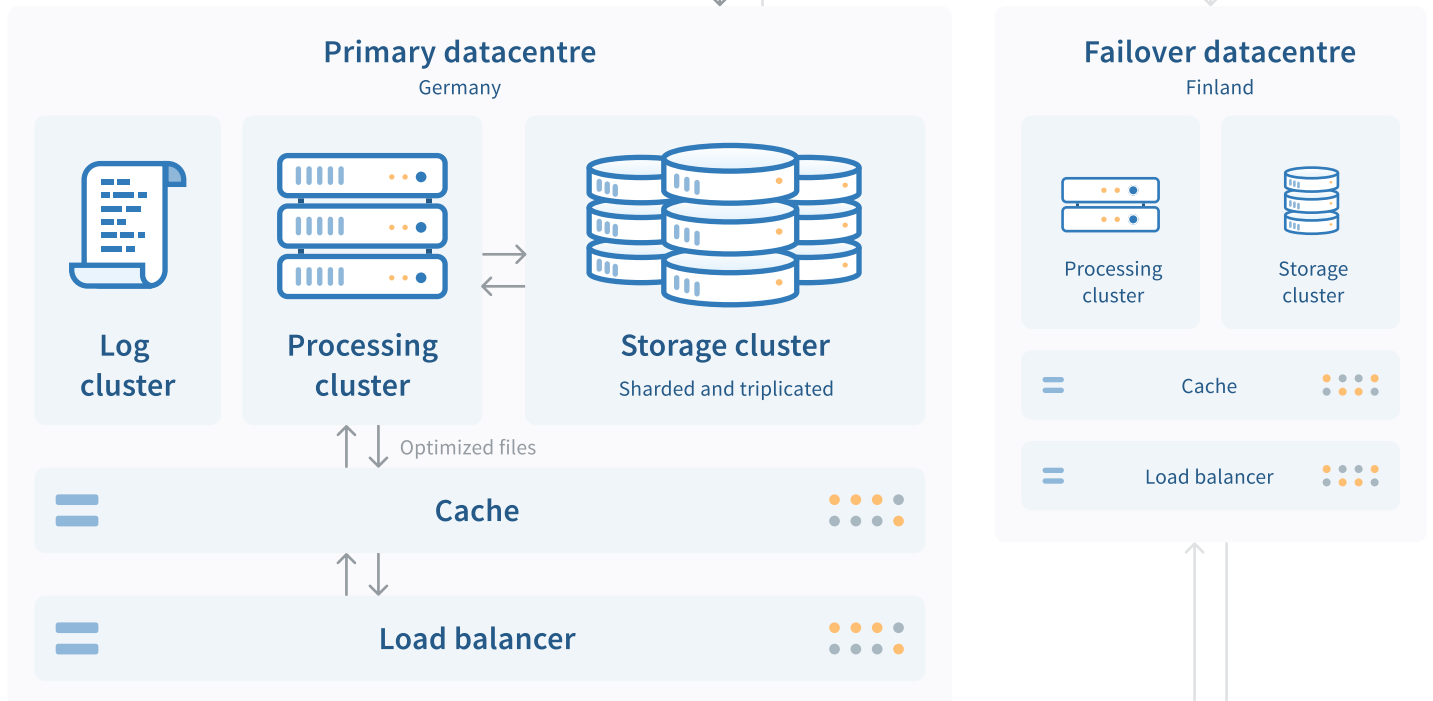 Primary datacentre
Germany
Log
cluster
Processing
cluster
Storage cluster
Sharded and triplicated
Optimized files
Cache
Load balancer
Failover datacentre
Finland
Processing
cluster
Storage
cluster
Cache
Load balancer